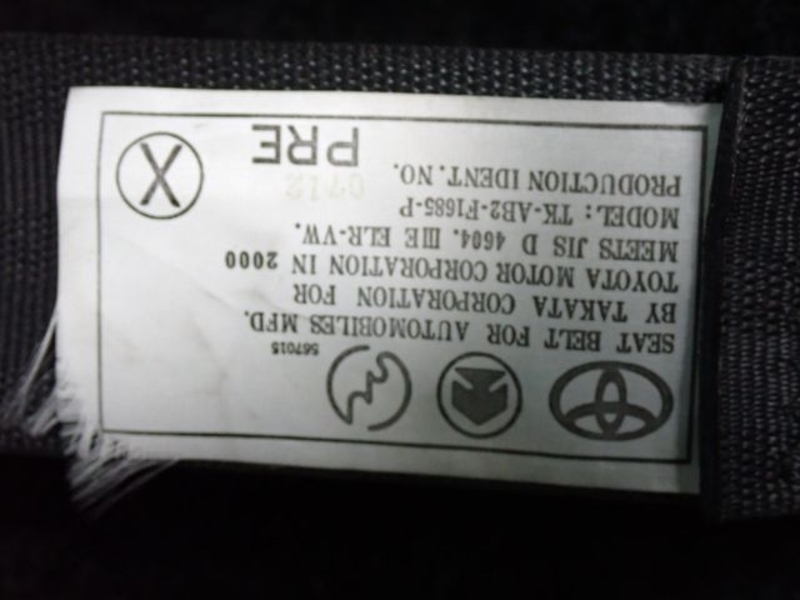 567015
SEAT BELT FOR AUTOMOBILES MFD.
BY TAKATA CORPORATION FOR
TOYOTA MOTOR CORPORATION IN 2000
MEETS JIS D 4604. ⅢE ELR-VW.
MODEL: TK-AB2-F1685-P
PRODUCTION IDENT.NO. 0712
PRE
X